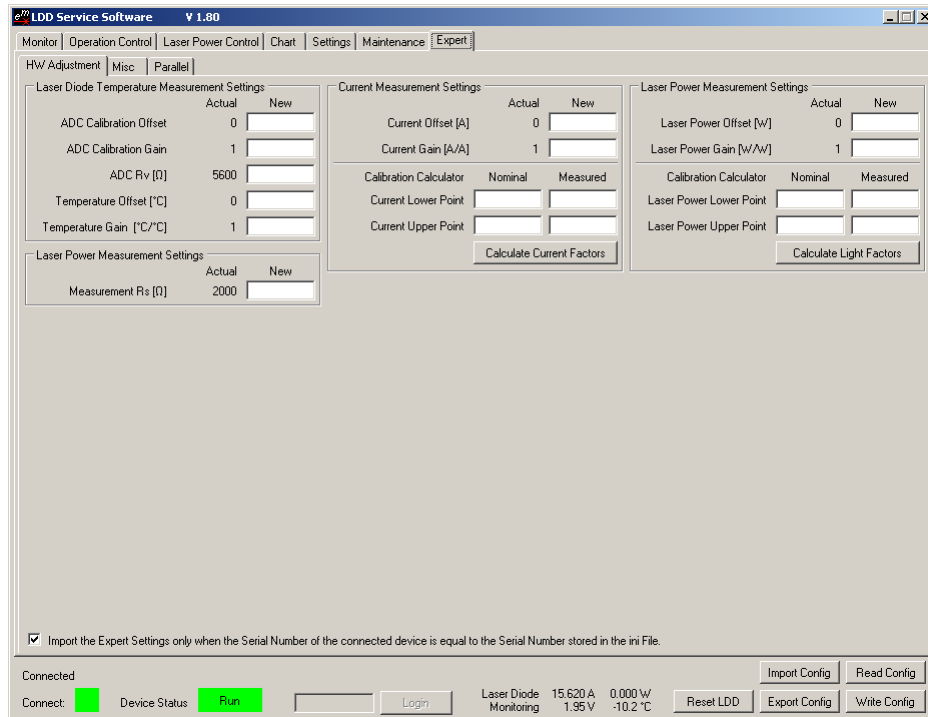 LDD Service Software V 1.80
Monitor Operation Control Laser Power Control Chart Settings Maintenance Expert
HW Adjustment Misc Parallel
Laser Diode Temperature Measurement Settings
Actual New
ADC Calibration Offset 0
ADC Calibration Gain 1
ADC Rv [Ω] 5600
Temperature Offset [°C] 0
Temperature Gain [°C/°C] 1
Laser Power Measurement Settings
Actual New
Measurement Rs [Ω] 2000
Current Measurement Settings
Actual New
Current Offset [A] 0
Current Gain [A/A] 1
Calibration Calculator Nominal Measured
Current Lower Point
Current Upper Point
Calculate Current Factors
Laser Power Measurement Settings
Actual New
Laser Power Offset [W] 0
Laser Power Gain [W/W] 1
Calibration Calculator Nominal Measured
Laser Power Lower Point
Laser Power Upper Point
Calculate Light Factors
Import the Expert Settings only when the Serial Number of the connected device is equal to the Serial Number stored in the ini File.
Connected
Connect: Device Status Run Login
Laser Diode 15.620 A 0.000 W
Monitoring 1.95 V -10.2 °C
Reset LDD
Import Config Read Config
Export Config Write Config